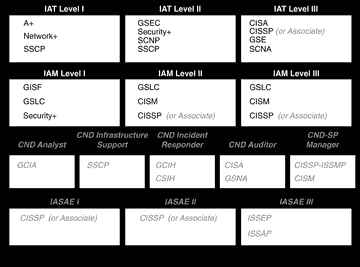 IAT Level I
IAT Level II
IAT Level III
A+
Network+
SSCP
GSEC
Security+
SCNP
SSCP
CISA
CISSP (or Associate)
GSE
SCNA
IAM Level I
IAM Level II
IAM Level III
GISF
GSLC
Security+
GSLC
CISM
CISSP (or Associate)
GSLC
CISM
CISSP (or Associate)
CND Analyst
CND Infrastructure
Support
CND Incident
Responder
CND Auditor
CND-SP
Manager
GCIA
SSCP
GCIH
CSIH
CISA
GSNA
CISSP-ISSMP
CISM
IASAE I
IASAE II
IASAE III
CISSP (or Associate)
CISSP (or Associate)
ISSEP
ISSAP